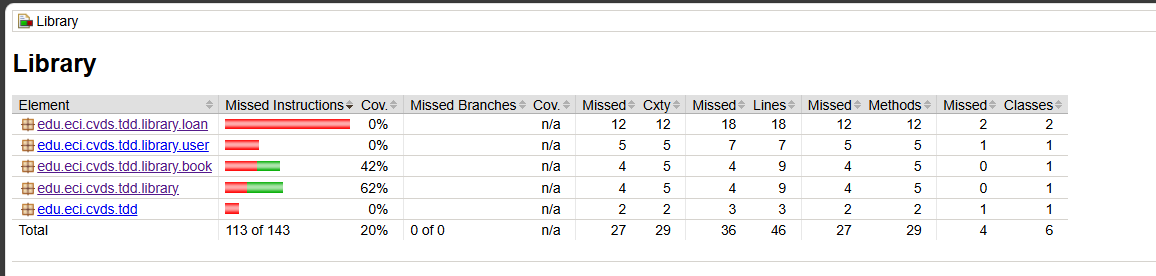 Library
Library
Element Missed Instructions Cov. Missed Branches Cov. Missed Cxty Missed Lines Missed Methods Missed Classes
edu.eci.cvds.tdd.library.loan 0% n/a 12 12 18 18 12 12 2 2
edu.eci.cvds.tdd.library.user 0% n/a 5 5 7 7 5 5 1 1
edu.eci.cvds.tdd.library.book 42% n/a 4 5 4 9 4 5 0 1
edu.eci.cvds.tdd.library 62% n/a 4 5 4 9 4 5 0 1
edu.eci.cvds.tdd 0% n/a 2 2 3 3 2 2 1 1
Total 113 of 143 20% 0 of 0 n/a 27 29 36 46 27 29 4 6